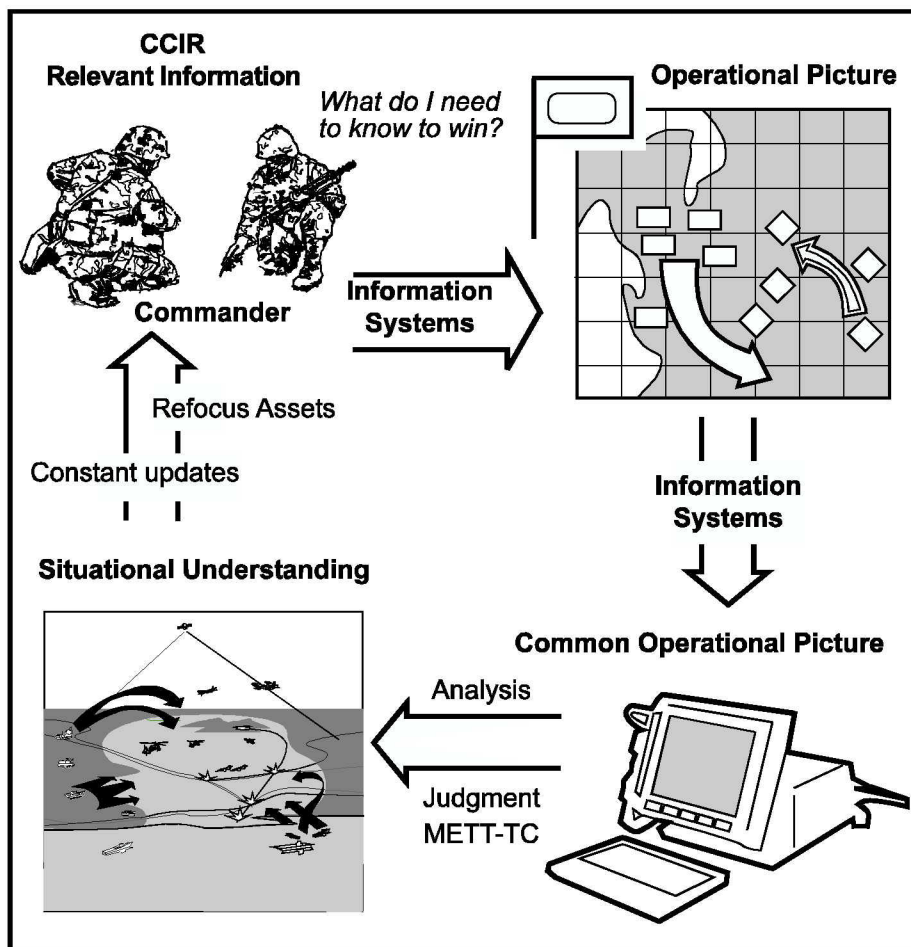 CCIR
Relevant Information
What do I need
to know to win?
Operational Picture
Commander
Information
Systems
Refocus Assets
Constant updates
Information
Systems
Situational Understanding
Common Operational Picture
Analysis
Judgment
METT-TC